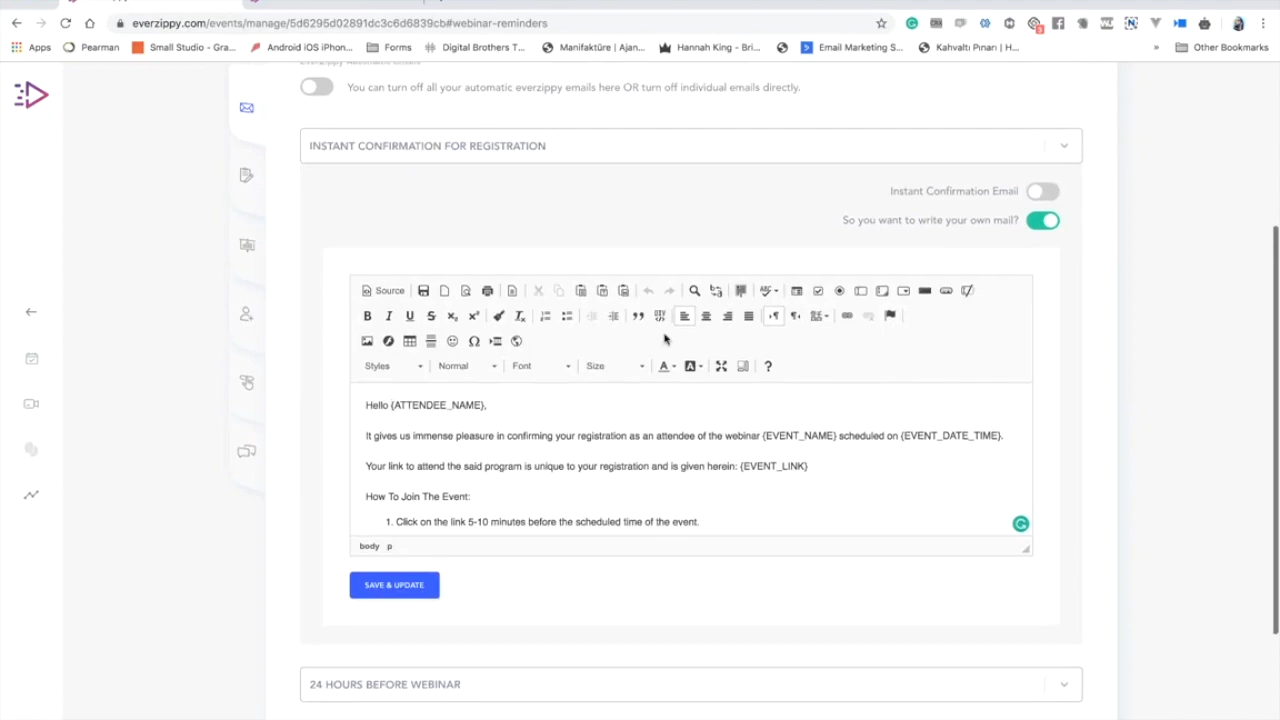 everzippy.com/events/manage/5d6295d02891dc3c6d6839cb#webinar-reminders
Apps Pearman Small Studio - Gra... Android iOS iPhon... Forms Digital Brothers T... Manifaktüre | Ajan... Hannah King - Bri... Email Marketing S... Kahvaltı Pınarı | H... » Other Bookmarks
You can turn off all your automatic everzippy emails here OR turn off individual emails directly.
INSTANT CONFIRMATION FOR REGISTRATION
Instant Confirmation Email
So you want to write your own mail?
Source
B I U S x₂ x²
Styles Normal Font Size A A ?
Hello {ATTENDEE_NAME},
It gives us immense pleasure in confirming your registration as an attendee of the webinar {EVENT_NAME} scheduled on {EVENT_DATE_TIME}.
Your link to attend the said program is unique to your registration and is given herein: {EVENT_LINK}
How To Join The Event:
1. Click on the link 5-10 minutes before the scheduled time of the event.
body p
SAVE & UPDATE
24 HOURS BEFORE WEBINAR